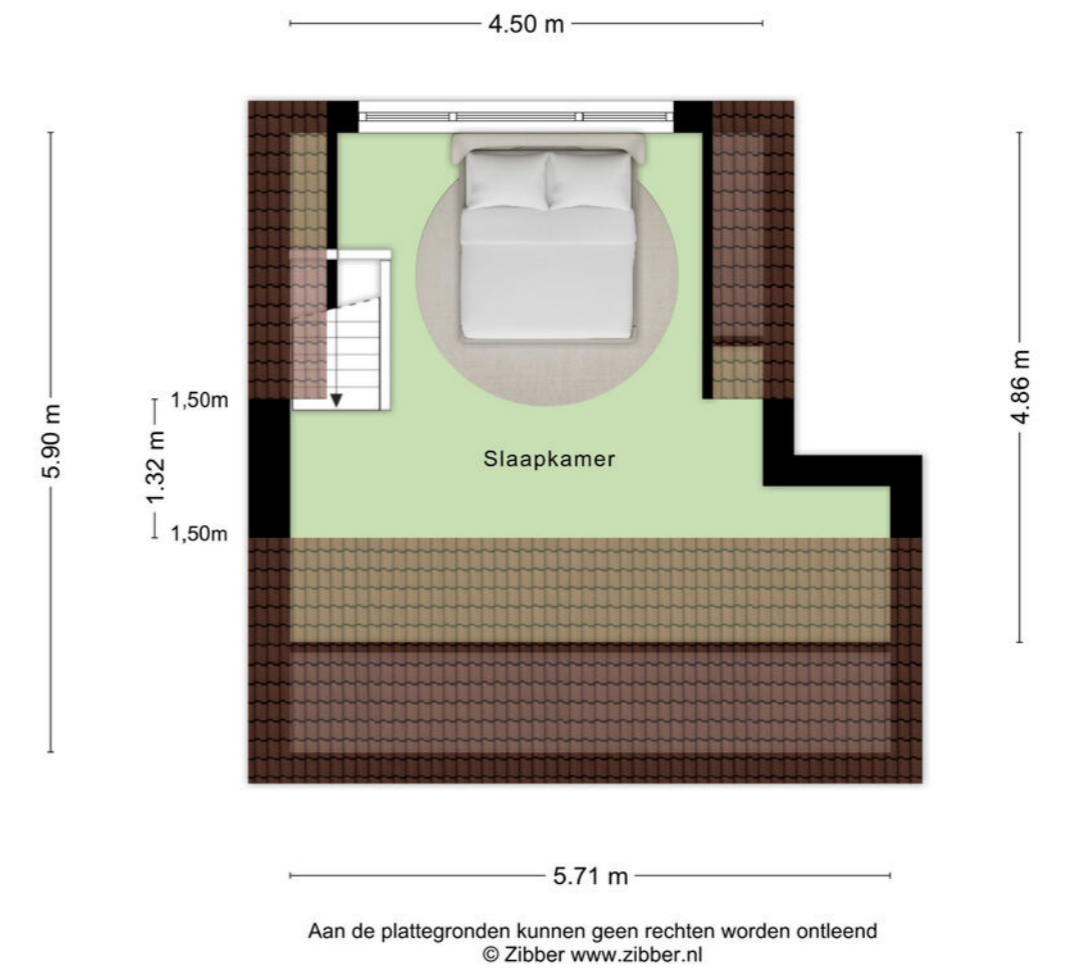 4.50 m
5.90 m
1.32 m
1,50m
1,50m
4.86 m
Slaapkamer
5.71 m
Aan de plattegronden kunnen geen rechten worden ontleend
© Zibber www.zibber.nl